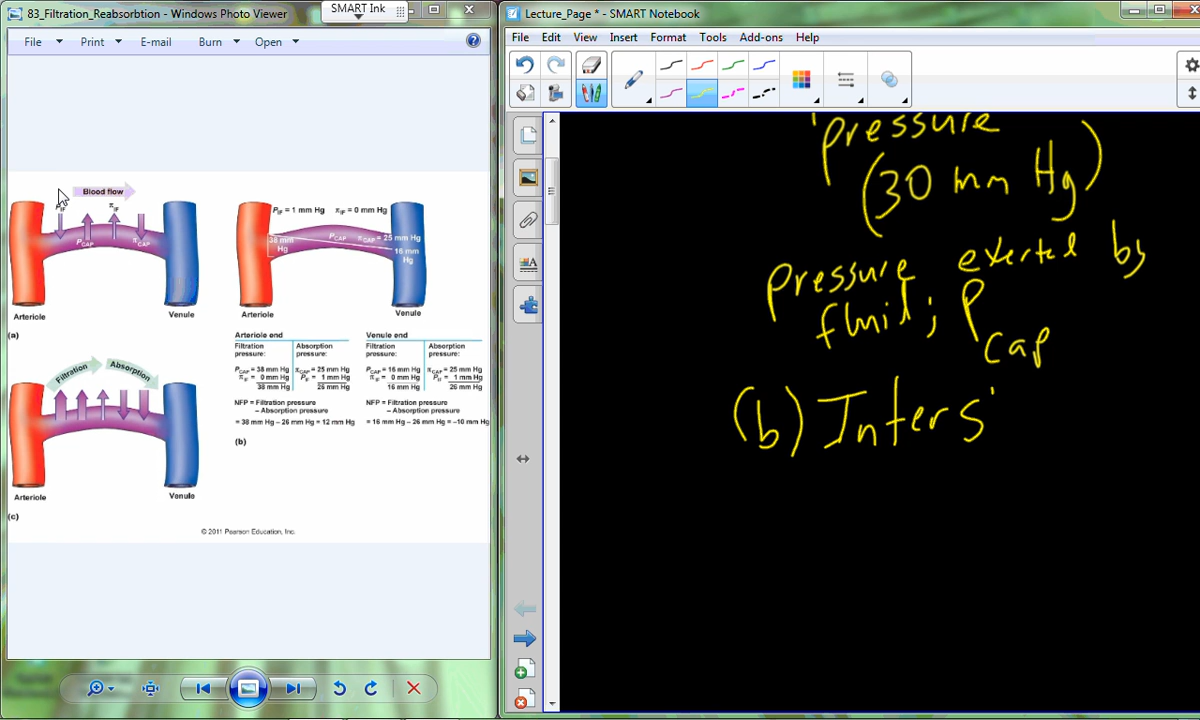 83_Filtration_Reabsorbtion - Windows Photo Viewer
SMART Ink
File Print E-mail Burn Open
Blood flow
PIF πIF
PCAP πCAP
Arteriole Venule
(a)
PIF = 1 mm Hg πIF = 0 mm Hg
38 mm Hg
PCAP πCAP = 25 mm Hg
16 mm Hg
Arteriole Venule
Arteriole end Venule end
Filtration pressure: Absorption pressure: Filtration pressure: Absorption pressure:
PCAP = 38 mm Hg πCAP = 25 mm Hg PCAP = 16 mm Hg πCAP = 25 mm Hg
πIF = 0 mm Hg PIF = 1 mm Hg πIF = 0 mm Hg PIF = 1 mm Hg
38 mm Hg 26 mm Hg 16 mm Hg 26 mm Hg
NFP = Filtration pressure NFP = Filtration pressure
– Absorption pressure – Absorption pressure
= 38 mm Hg – 26 mm Hg = 12 mm Hg = 16 mm Hg – 26 mm Hg = –10 mm Hg
(b)
Filtration Absorption
Arteriole Venule
(c)
© 2011 Pearson Education, Inc.
Lecture_Page * - SMART Notebook
File Edit View Insert Format Tools Add-ons Help
pressure
(30 mm Hg)
pressure exerted by
fluid; P
cap
(b) Inters